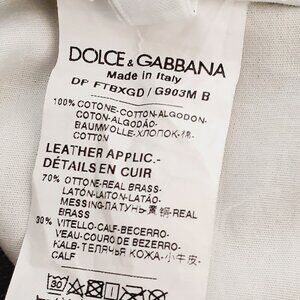 DOLCE & GABBANA
Made in Italy
DP FTBXGD / G903M B
100% COTONE-COTTON-ALGODON-
COTON-ALGODÃO-
BAUMWOLLE-ХЛОПОК-棉-
COTTON
LEATHER APPLIC.-
DÉTAILS EN CUIR
70% OTTONE-REAL BRASS-
LATÓN-LAITON-LATÃO-
MESSING-ЛАТУНЬ-黄铜-REAL
BRASS
30% VITELLO-CALF-BECERRO-
VEAU-COURO DE BEZERRO-
KALB-ТЕЛЯЧЬЯ КОЖА-小牛皮-
CALF
30